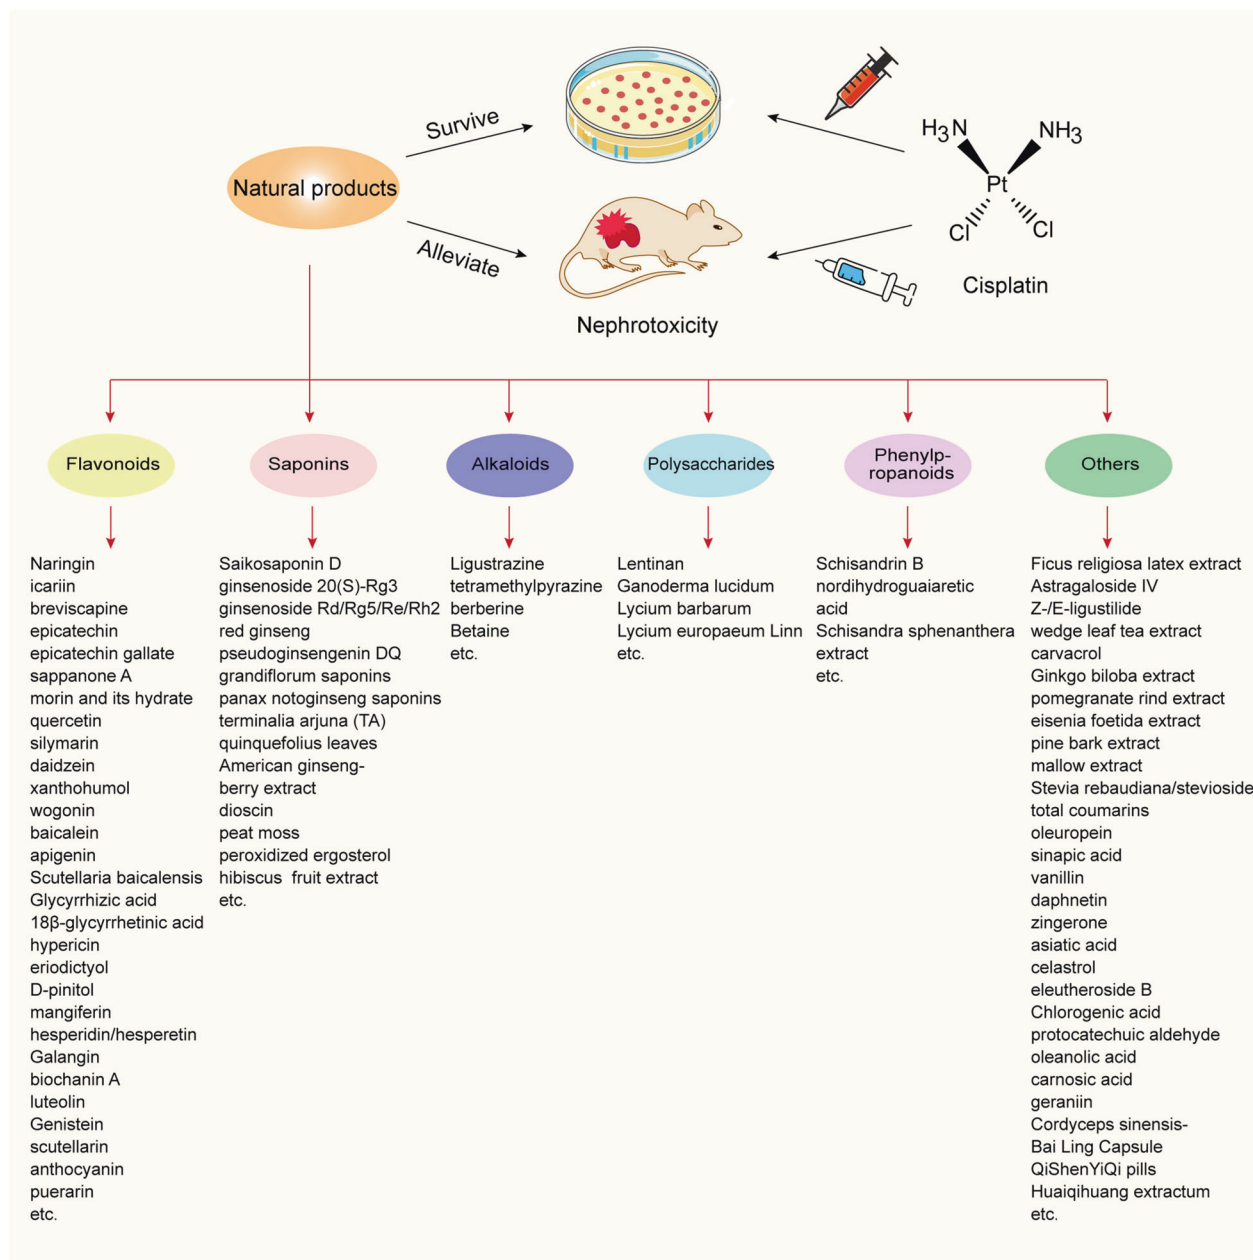 Survive
Natural products
Alleviate
Nephrotoxicity
H₃N
NH₃
Pt
Cl
Cl
Cisplatin
Flavonoids
Naringin
icariin
breviscapine
epicatechin
epicatechin gallate
sappanone A
morin and its hydrate
quercetin
silymarin
daidzein
xanthohumol
wogonin
baicalein
apigenin
Scutellaria baicalensis
Glycyrrhizic acid
18β-glycyrrhetinic acid
hypericin
eriodictyol
D-pinitol
mangiferin
hesperidin/hesperetin
Galangin
biochanin A
luteolin
Genistein
scutellarin
anthocyanin
puerarin
etc.
Saponins
Saikosaponin D
ginsenoside 20(S)-Rg3
ginsenoside Rd/Rg5/Re/Rh2
red ginseng
pseudoginsengenin DQ
grandiflorum saponins
panax notoginseng saponins
terminalia arjuna (TA)
quinquefolius leaves
American ginseng-
berry extract
dioscin
peat moss
peroxidized ergosterol
hibiscus fruit extract
etc.
Alkaloids
Ligustrazine
tetramethylpyrazine
berberine
Betaine
etc.
Polysaccharides
Lentinan
Ganoderma lucidum
Lycium barbarum
Lycium europaeum Linn
etc.
Phenylp-
ropanoids
Schisandrin B
nordihydroguaiaretic
acid
Schisandra sphenanthera
extract
etc.
Others
Ficus religiosa latex extract
Astragaloside IV
Z-/E-ligustilide
wedge leaf tea extract
carvacrol
Ginkgo biloba extract
pomegranate rind extract
eisenia foetida extract
pine bark extract
mallow extract
Stevia rebaudiana/stevioside
total coumarins
oleuropein
sinapic acid
vanillin
daphnetin
zingerone
asiatic acid
celastrol
eleutheroside B
Chlorogenic acid
protocatechuic aldehyde
oleanolic acid
carnosic acid
geraniin
Cordyceps sinensis-
Bai Ling Capsule
QiShenYiQi pills
Huaiqihuang extractum
etc.